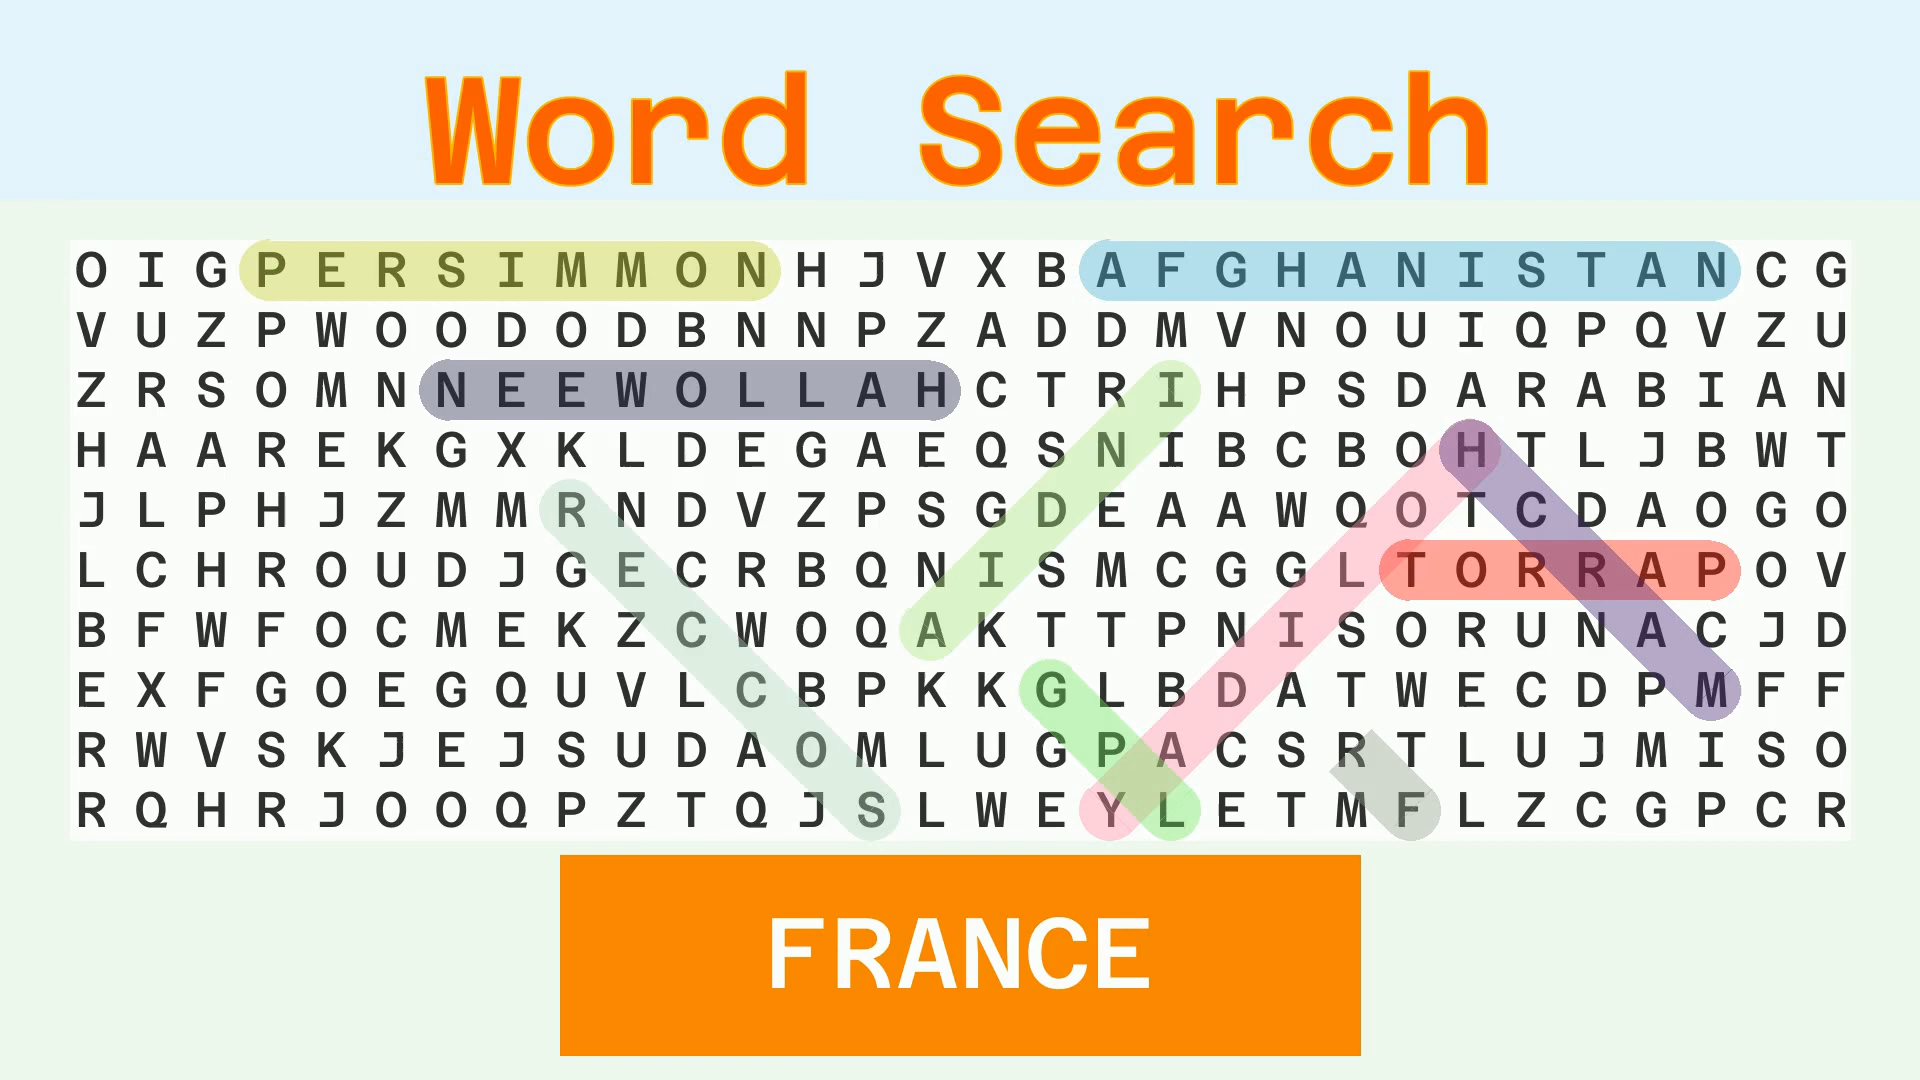 Word Search
O I G P E R S I M M O N H J V X B A F G H A N I S T A N C G
V U Z P W O O D O D B N N P Z A D D M V N O U I Q P Q V Z U
Z R S O M N N E E W O L L A H C T R I H P S D A R A B I A N
H A A R E K G X K L D E G A E Q S N I B C B O H T L J B W T
J L P H J Z M M R N D V Z P S G D E A A W Q O T C D A O G O
L C H R O U D J G E C R B Q N I S M C G G L T O R R A P O V
B F W F O C M E K Z C W O Q A K T T P N I S O R U N A C J D
E X F G O E G Q U V L C B P K K G L B D A T W E C D P M F F
R W V S K J E J S U D A O M L U G P A C S R T L U J M I S O
R Q H R J O O Q P Z T Q J S L W E Y L E T M F L Z C G P C R
FRANCE